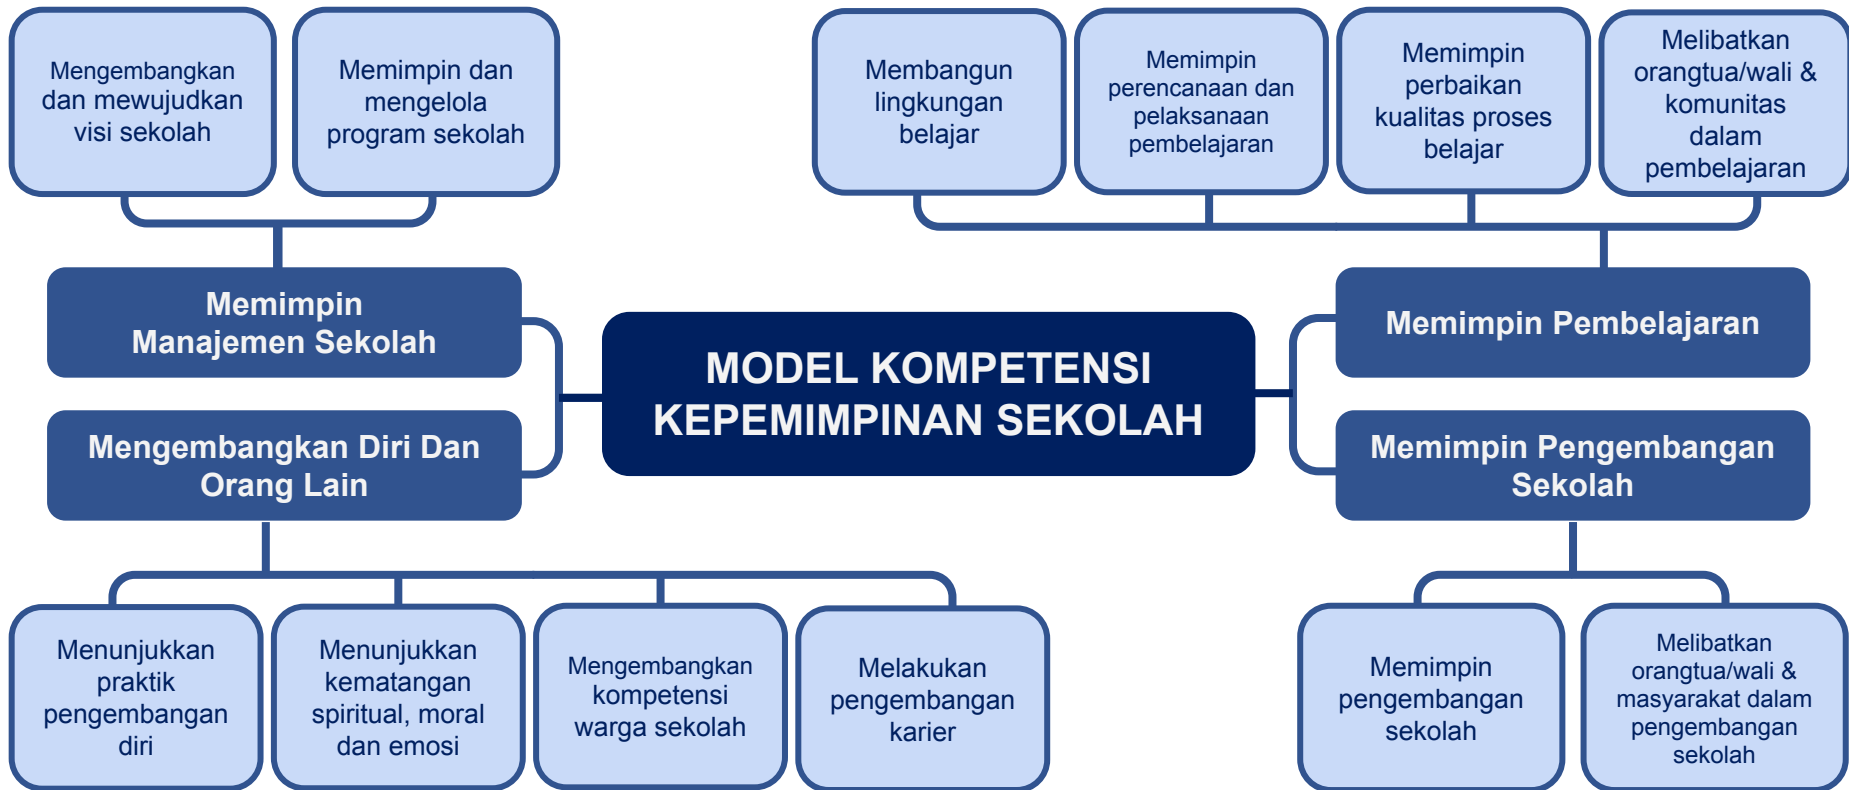 Mengembangkan
dan mewujudkan
visi sekolah
Memimpin dan
mengelola
program sekolah
Membangun
lingkungan
belajar
Memimpin
perencanaan dan
pelaksanaan
pembelajaran
Memimpin
perbaikan
kualitas proses
belajar
Melibatkan
orangtua/wali &
komunitas
dalam
pembelajaran
Memimpin
Manajemen Sekolah
Memimpin Pembelajaran
MODEL KOMPETENSI
KEPEMIMPINAN SEKOLAH
Mengembangkan Diri Dan
Orang Lain
Memimpin Pengembangan
Sekolah
Menunjukkan
praktik
pengembangan
diri
Menunjukkan
kematangan
spiritual, moral
dan emosi
Mengembangkan
kompetensi
warga sekolah
Melakukan
pengembangan
karier
Memimpin
pengembangan
sekolah
Melibatkan
orangtua/wali &
masyarakat dalam
pengembangan
sekolah